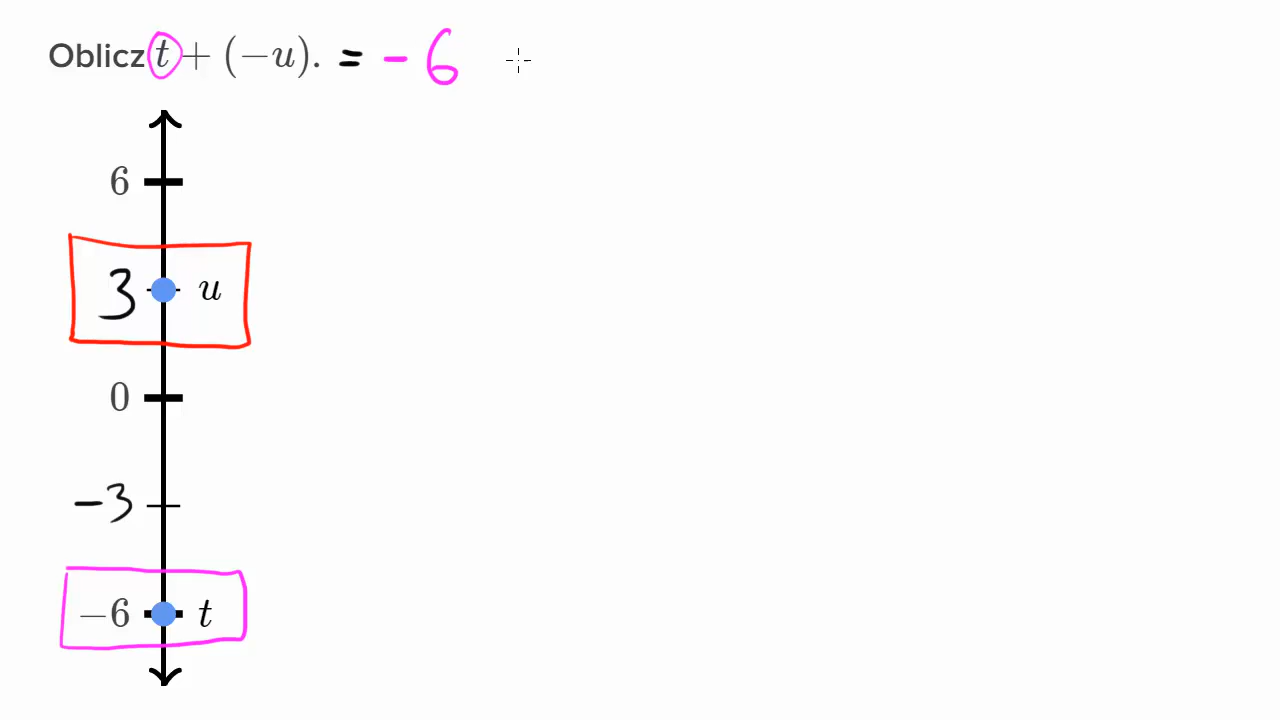 Oblicz t + (−u). = - 6
6
3 u
0
-3
−6 t